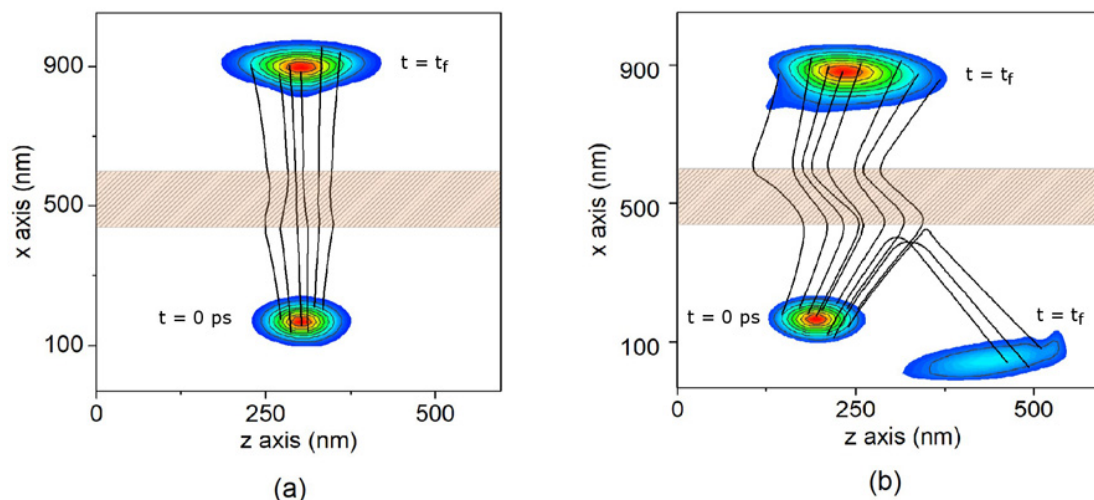 900
500
100
x axis (nm)
t = t_f
t = 0 ps
0
250
500
z axis (nm)
(a)
900
500
100
x axis (nm)
t = t_f
t = 0 ps
t = t_f
0
250
500
z axis (nm)
(b)